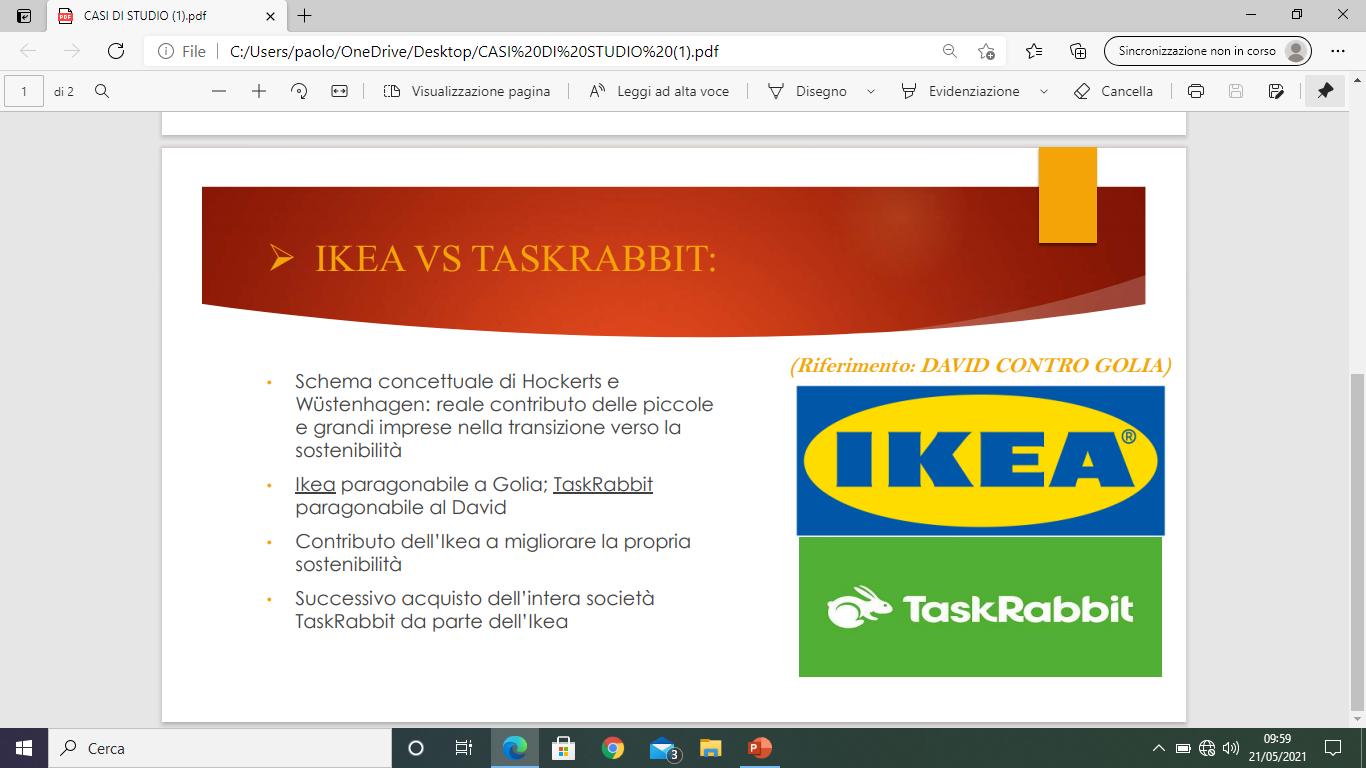 CASI DI STUDIO (1).pdf
File
C:/Users/paolo/OneDrive/Desktop/CASI%20DI%20STUDIO%20(1).pdf
Sincronizzazione non in corso
1
di 2
Visualizzazione pagina
Leggi ad alta voce
Disegno
Evidenziazione
Cancella
IKEA VS TASKRABBIT:
(Riferimento: DAVID CONTRO GOLIA)
Schema concettuale di Hockerts e
Wüstenhagen: reale contributo delle piccole
e grandi imprese nella transizione verso la
sostenibilità
Ikea paragonabile a Golia; TaskRabbit
paragonabile al David
Contributo dell’Ikea a migliorare la propria
sostenibilità
Successivo acquisto dell’intera società
TaskRabbit da parte dell’Ikea
IKEA®
TaskRabbit
Cerca
3
09:59
21/05/2021